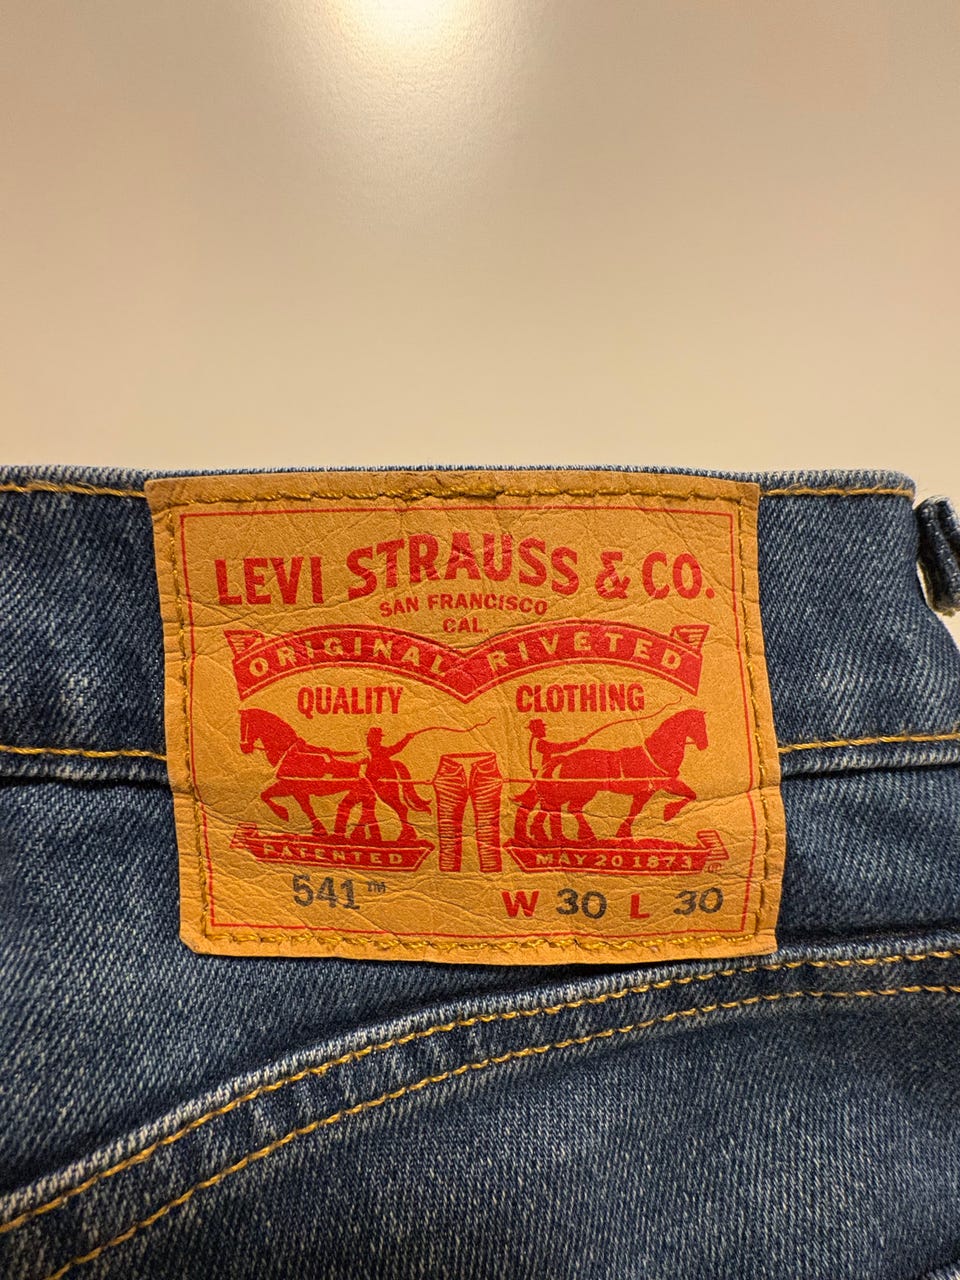 LEVI STRAUSS & CO.
SAN FRANCISCO
CAL.
ORIGINAL RIVETED
QUALITY CLOTHING
PATENTED MAY 20 1873
541™ W 30 L 30